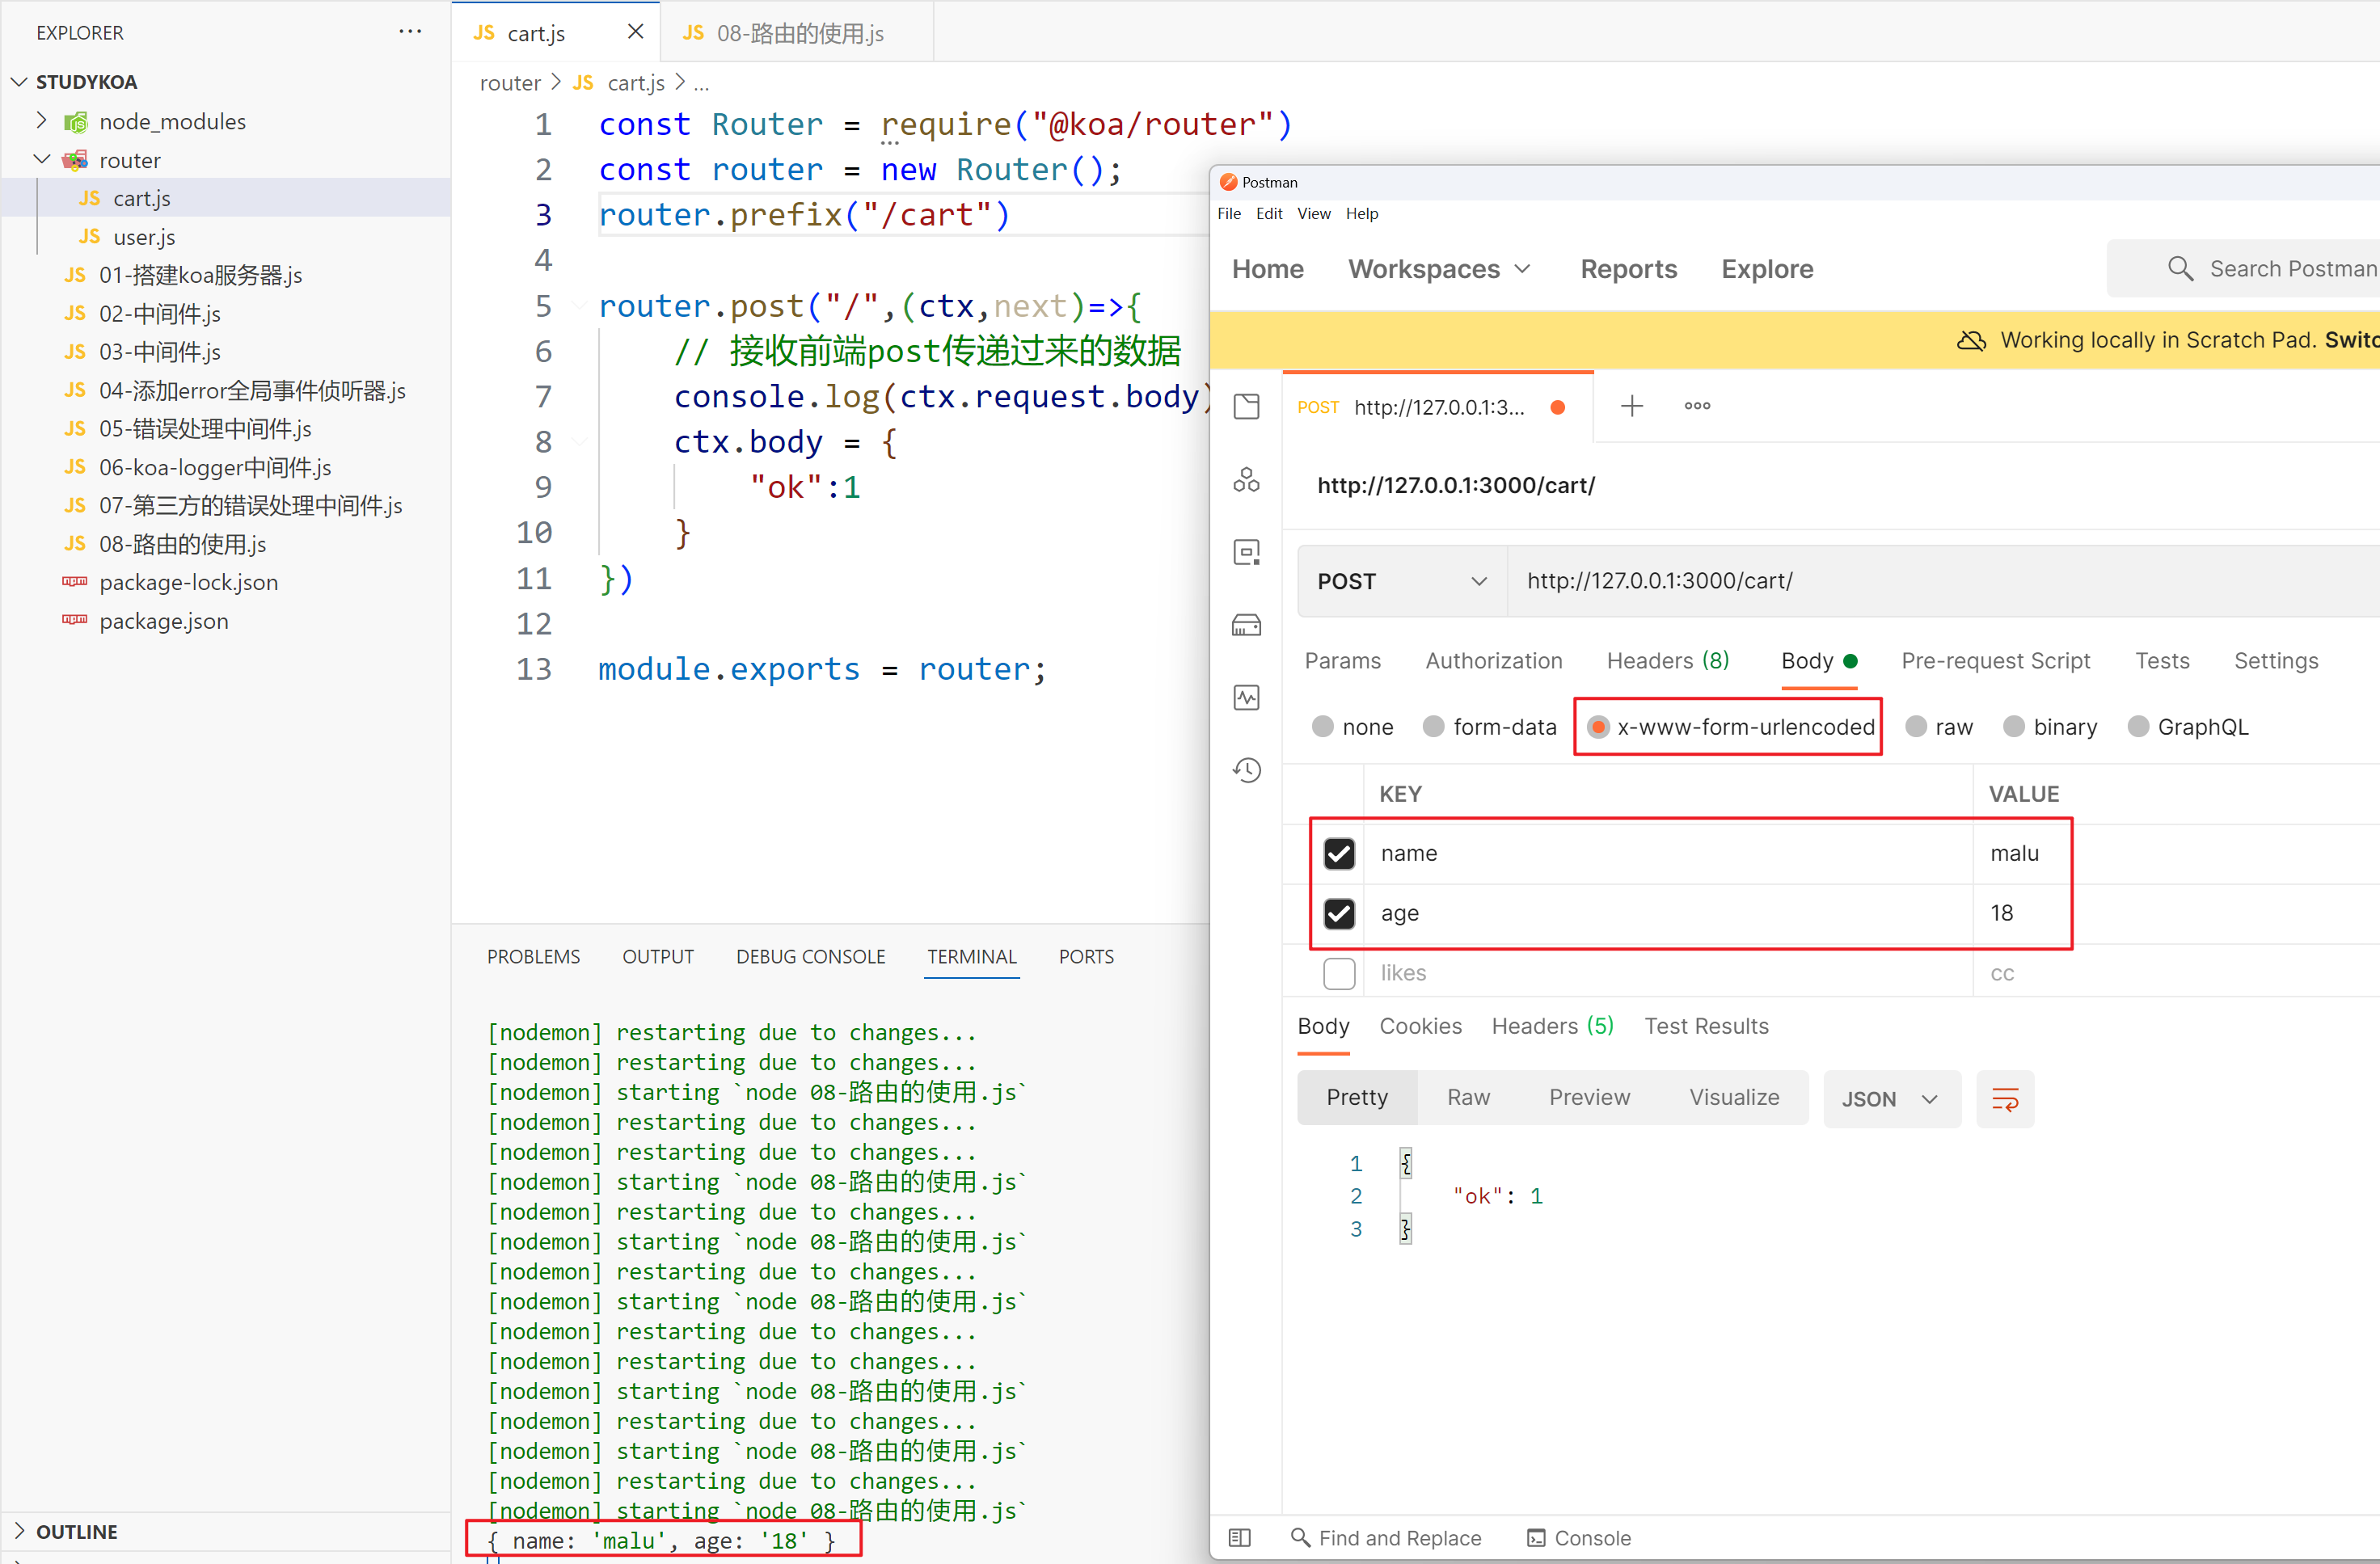 EXPLORER
STUDYKOA
node_modules
router
JS cart.js
JS user.js
JS 01-搭建koa服务器.js
JS 02-中间件.js
JS 03-中间件.js
JS 04-添加error全局事件侦听器.js
JS 05-错误处理中间件.js
JS 06-koa-logger中间件.js
JS 07-第三方的错误处理中间件.js
JS 08-路由的使用.js
package-lock.json
package.json
OUTLINE
JS cart.js
JS 08-路由的使用.js
router > JS cart.js > ...
1 const Router = require("@koa/router")
2 const router = new Router();
3 router.prefix("/cart")
4
5 router.post("/",(ctx,next)=>{
6 // 接收前端post传递过来的数据
7 console.log(ctx.request.body)
8 ctx.body = {
9 "ok":1
10 }
11 })
12
13 module.exports = router;
PROBLEMS OUTPUT DEBUG CONSOLE TERMINAL PORTS
[nodemon] restarting due to changes...
[nodemon] restarting due to changes...
[nodemon] starting `node 08-路由的使用.js`
[nodemon] restarting due to changes...
[nodemon] restarting due to changes...
[nodemon] starting `node 08-路由的使用.js`
[nodemon] restarting due to changes...
[nodemon] starting `node 08-路由的使用.js`
[nodemon] restarting due to changes...
[nodemon] starting `node 08-路由的使用.js`
[nodemon] restarting due to changes...
[nodemon] restarting due to changes...
[nodemon] starting `node 08-路由的使用.js`
[nodemon] restarting due to changes...
[nodemon] starting `node 08-路由的使用.js`
[nodemon] restarting due to changes...
[nodemon] starting `node 08-路由的使用.js`
{ name: 'malu', age: '18' }
Postman
File Edit View Help
Home Workspaces Reports Explore Search Postman
Working locally in Scratch Pad. Switc
POST http://127.0.0.1:3...
http://127.0.0.1:3000/cart/
POST http://127.0.0.1:3000/cart/
Params Authorization Headers (8) Body Pre-request Script Tests Settings
none form-data x-www-form-urlencoded raw binary GraphQL
KEY VALUE
name malu
age 18
likes cc
Body Cookies Headers (5) Test Results
Pretty Raw Preview Visualize JSON
1 {
2 "ok": 1
3 }
Find and Replace Console